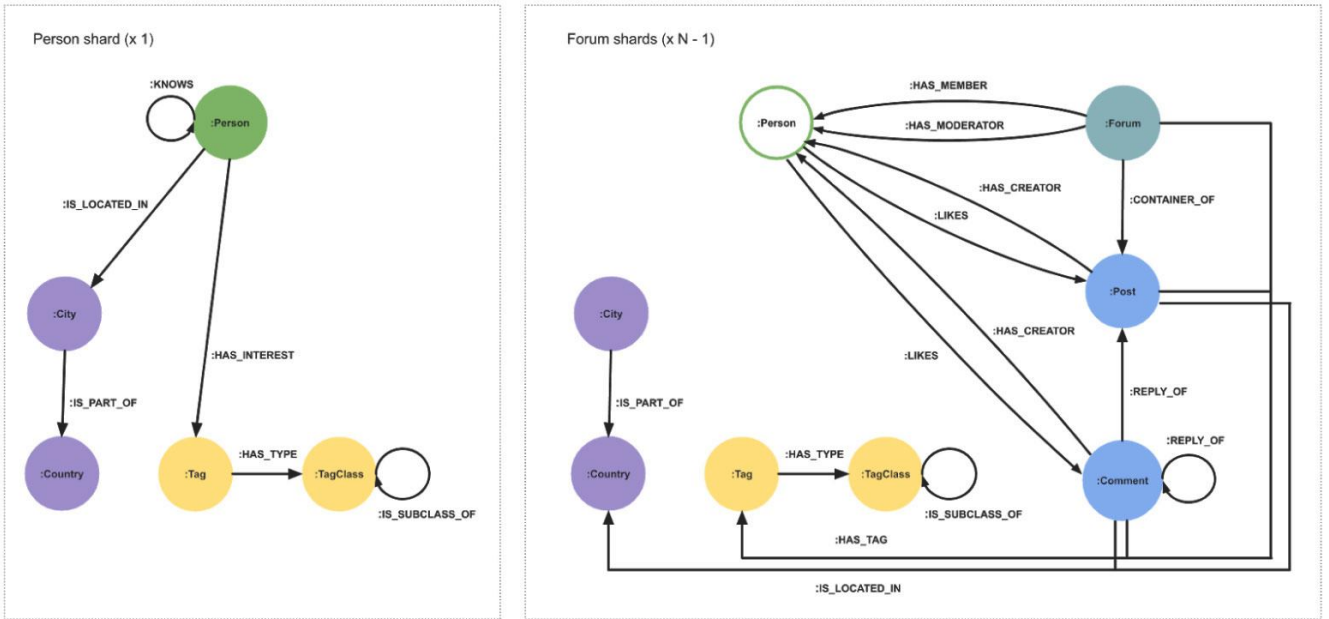 Person shard (x 1)
:KNOWS
:Person
:IS_LOCATED_IN
:City
:HAS_INTEREST
:IS_PART_OF
:Country
:Tag
:HAS_TYPE
:TagClass
:IS_SUBCLASS_OF
Forum shards (x N - 1)
:HAS_MEMBER
:Person
:HAS_MODERATOR
:Forum
:HAS_CREATOR
:CONTAINER_OF
:LIKES
:Post
:City
:HAS_CREATOR
:LIKES
:REPLY_OF
:IS_PART_OF
:REPLY_OF
:Country
:Tag
:HAS_TYPE
:TagClass
:Comment
:IS_SUBCLASS_OF
:HAS_TAG
:IS_LOCATED_IN